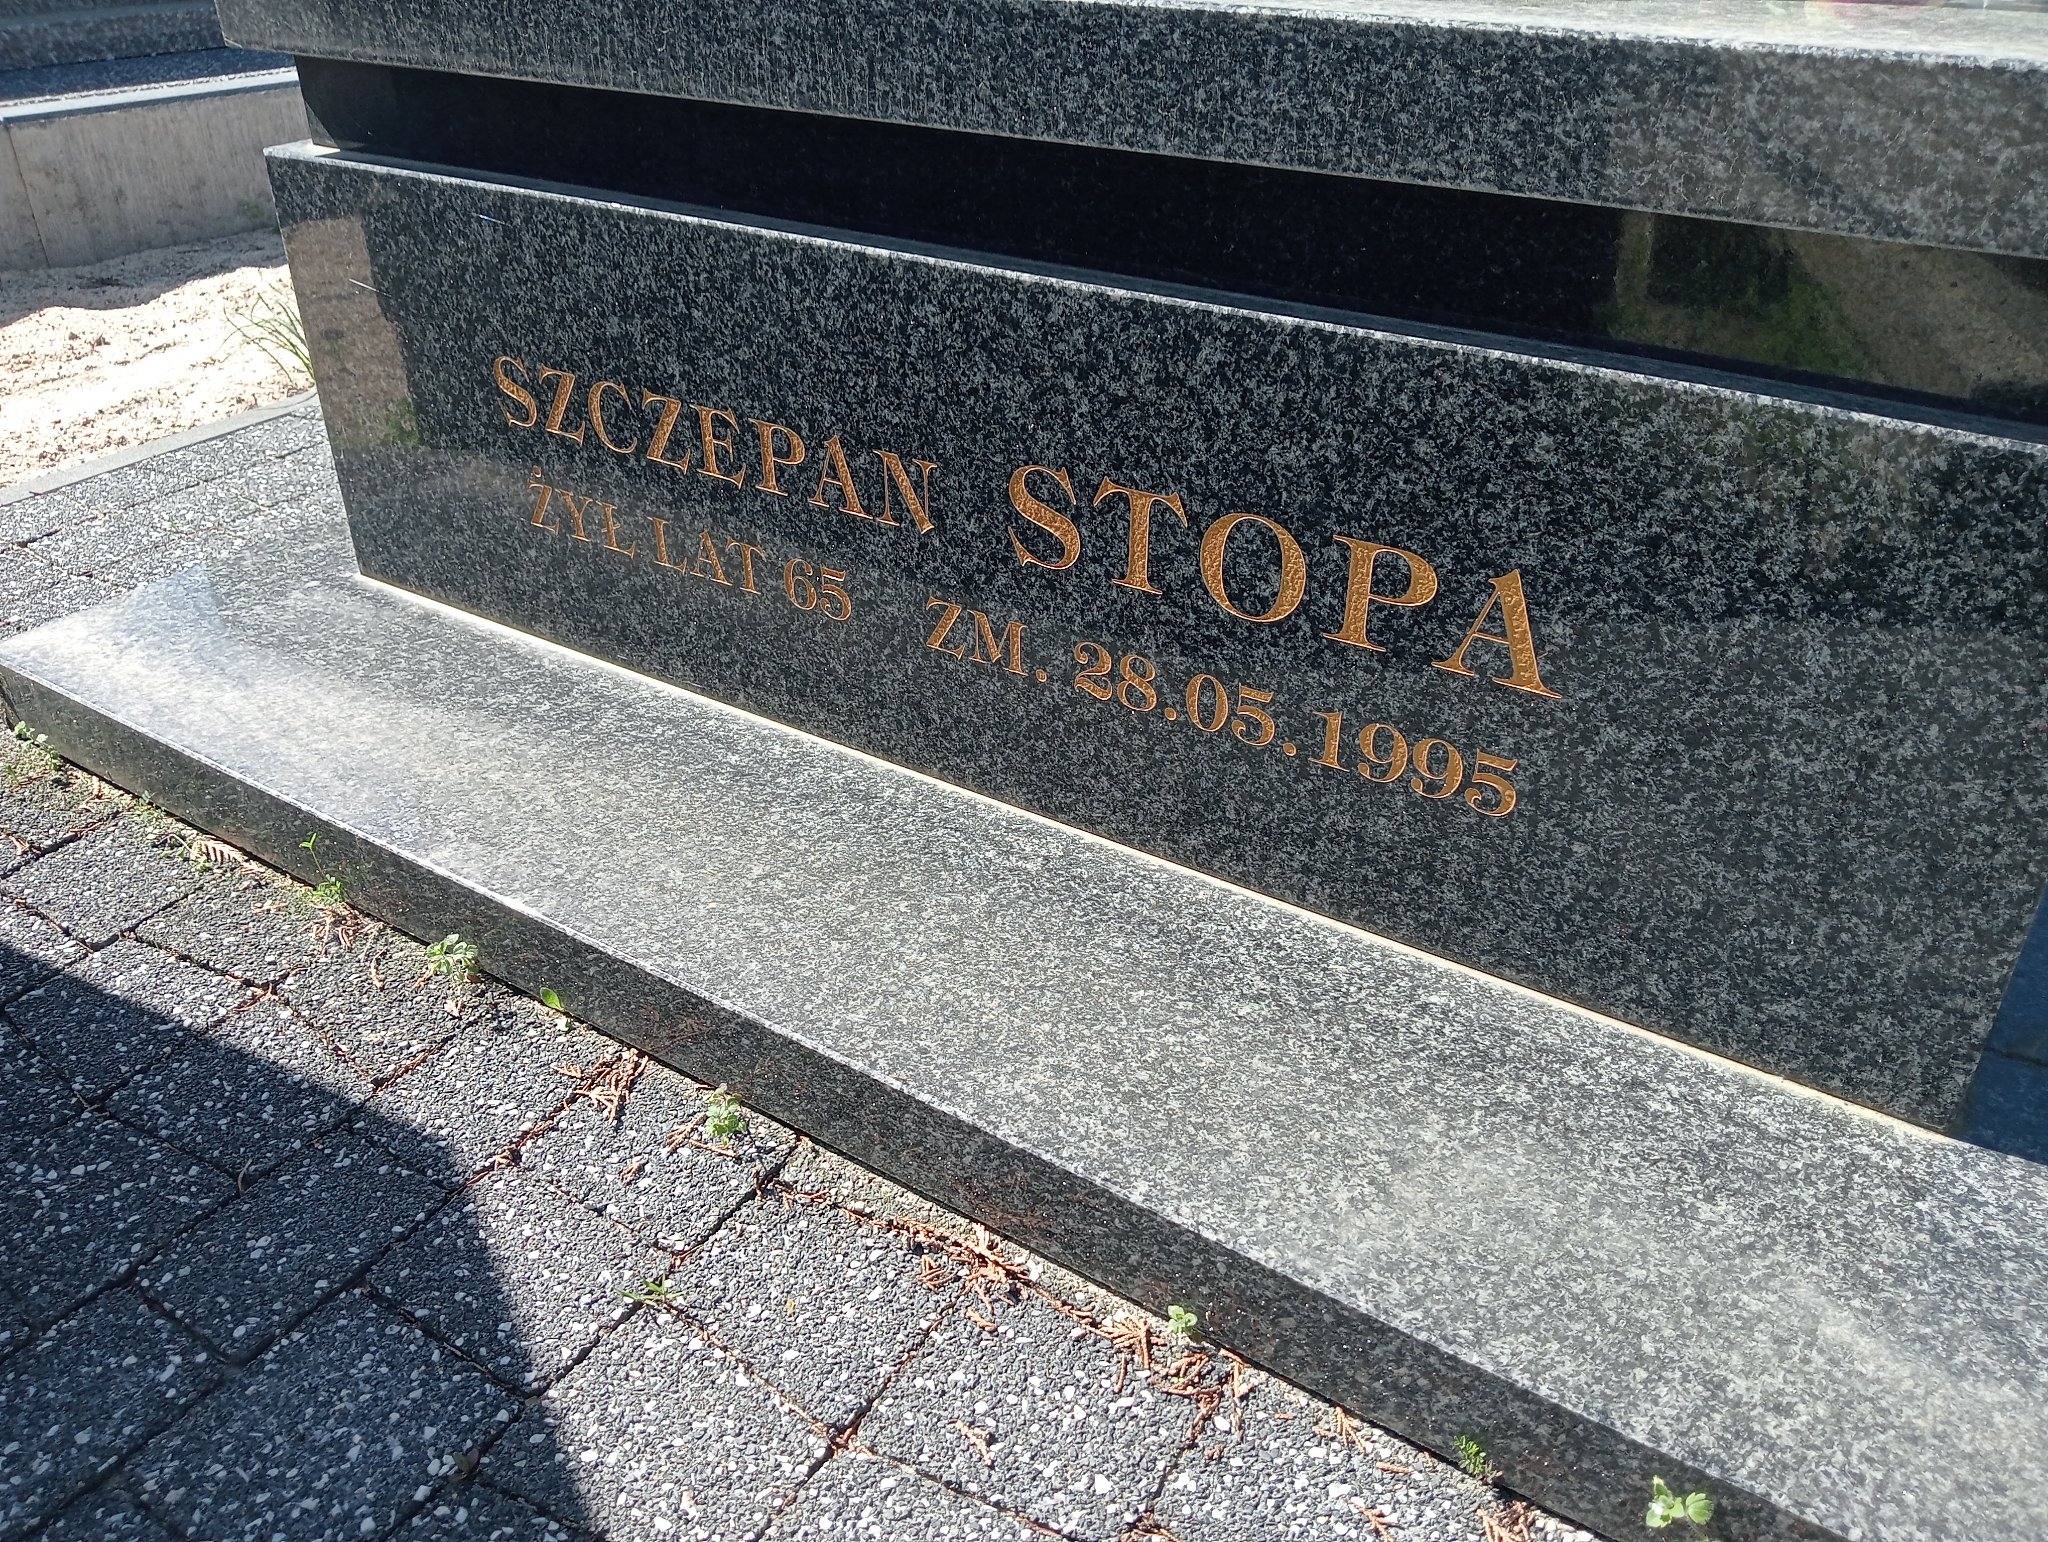 SZCZEPAN STOPA
ŻYŁ LAT 65 ZM. 28.05.1995